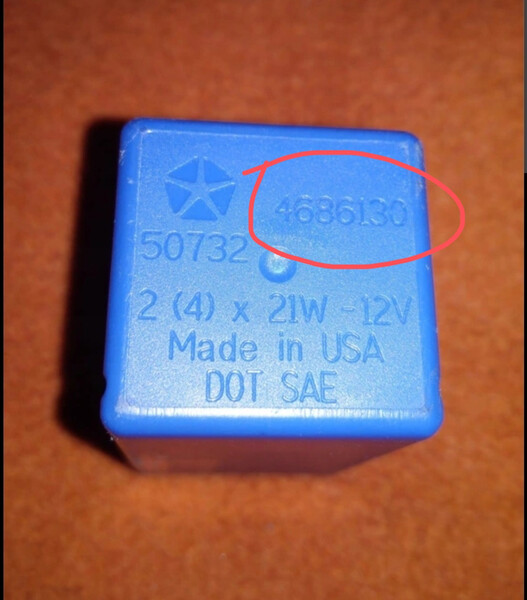 4686130
50732
2 (4) x 21W - 12V
Made in USA
DOT SAE